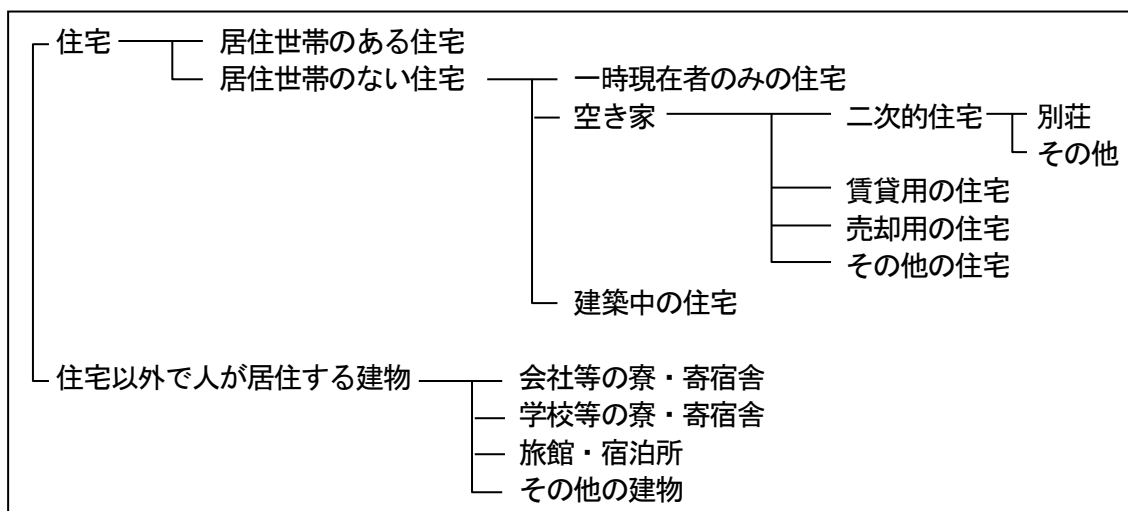 住宅 居住世帯のある住宅
居住世帯のない住宅 一時現在者のみの住宅
空き家 二次的住宅 別荘
その他
賃貸用の住宅
売却用の住宅
その他の住宅
建築中の住宅
住宅以外で人が居住する建物 会社等の寮・寄宿舎
学校等の寮・寄宿舎
旅館・宿泊所
その他の建物